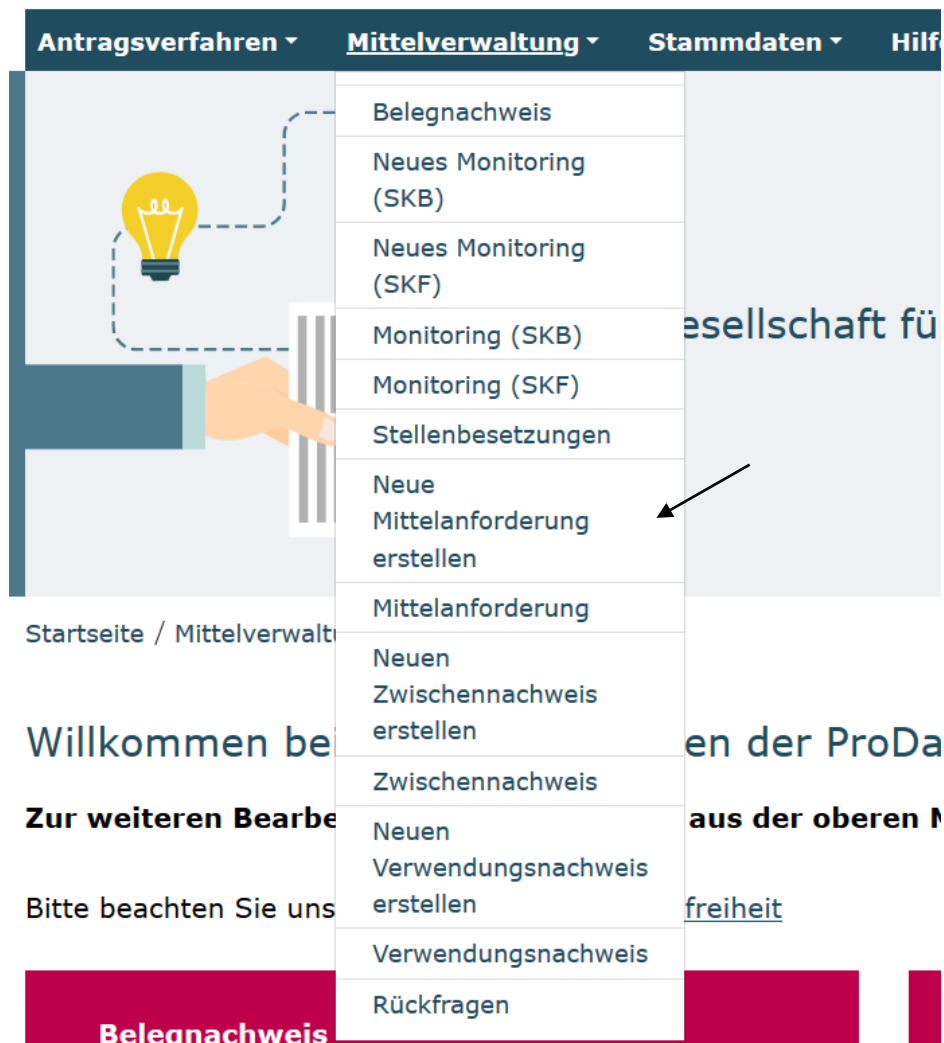 Antragsverfahren Mittelverwaltung Stammdaten
Belegnachweis
Neues Monitoring
(SKB)
Neues Monitoring
(SKF)
Monitoring (SKB)
Monitoring (SKF)
Stellenbesetzungen
Neue
Mittelanforderung
erstellen
Mittelanforderung
Neuen
Zwischennachweis
erstellen
Zwischennachweis
Neuen
Verwendungsnachweis
erstellen
Verwendungsnachweis
Rückfragen
esellschaft fü
Startseite / Mittelverwalt
Willkommen be en der ProDa
Zur weiteren Bearbe aus der oberen
Bitte beachten Sie uns freiheit
Belegnachweis